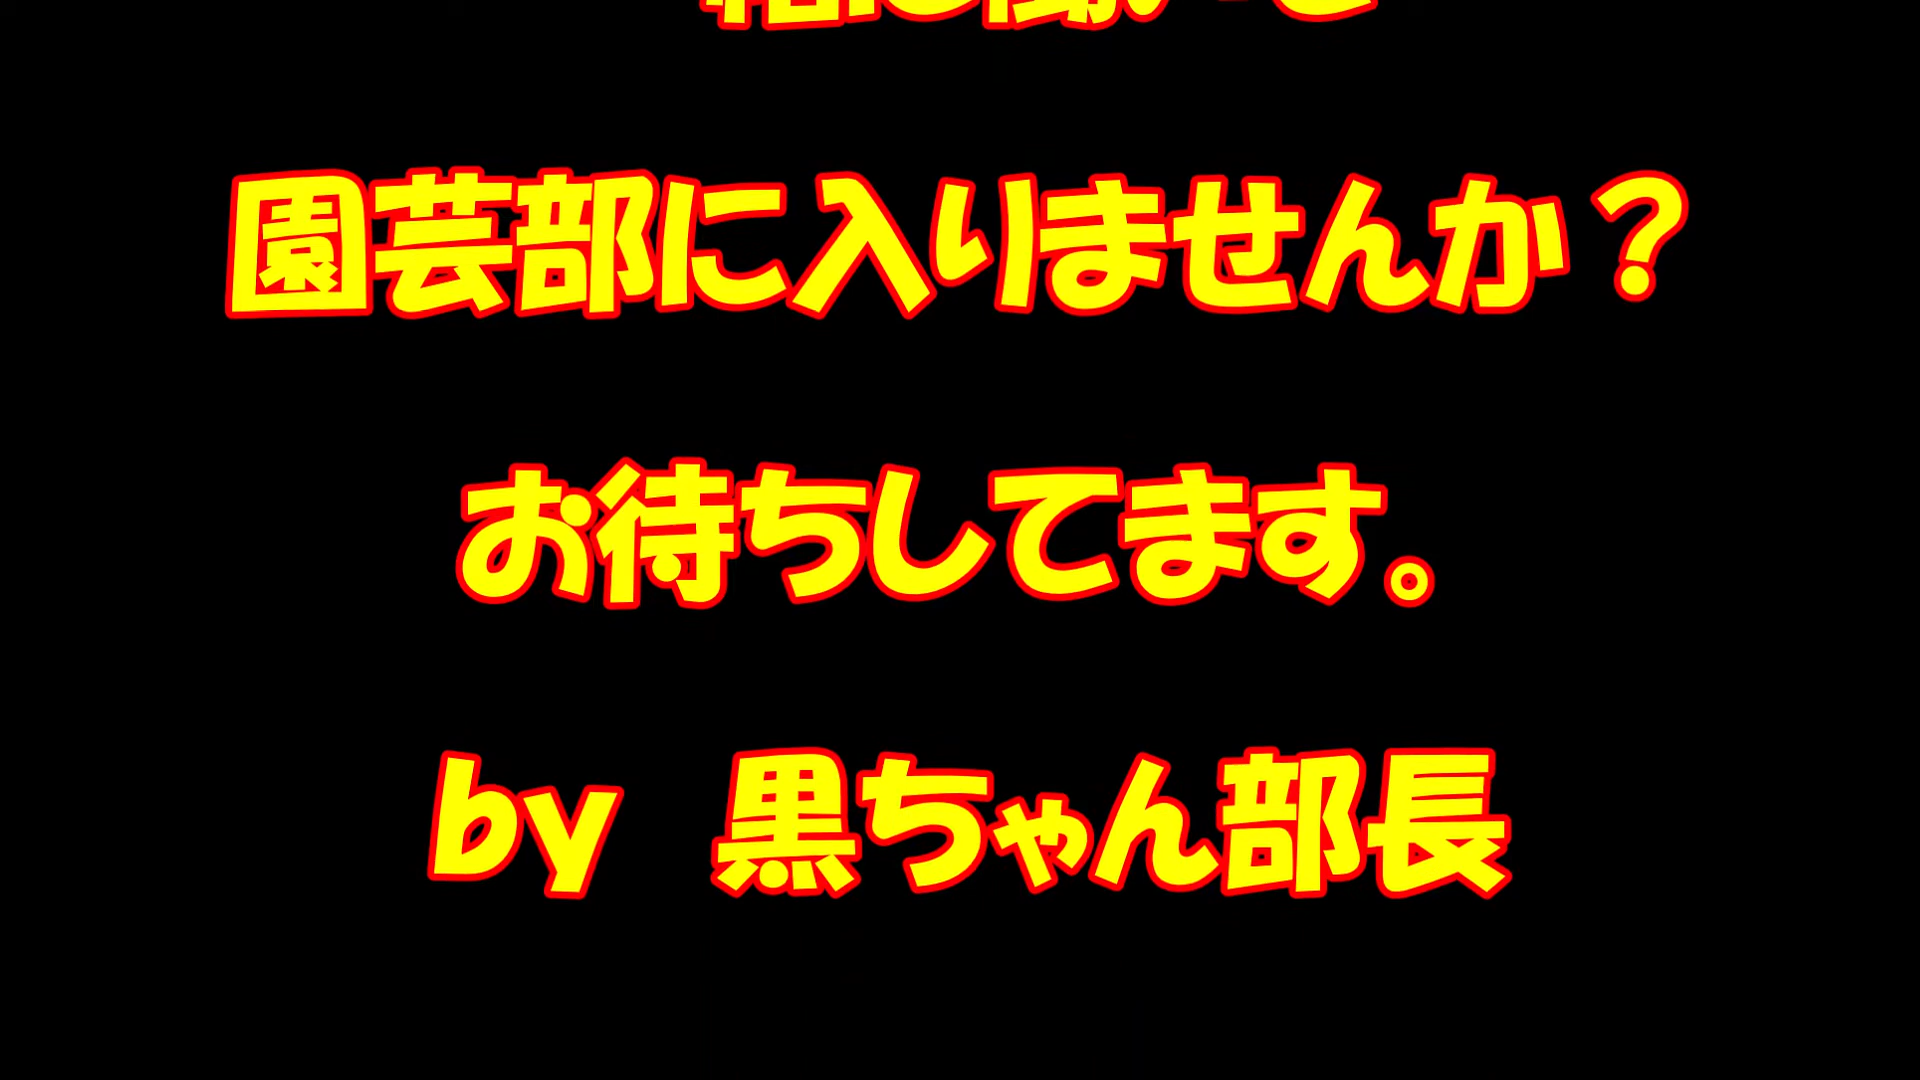 園芸部に入りませんか？
お待ちしてます。
by 黒ちゃん部長